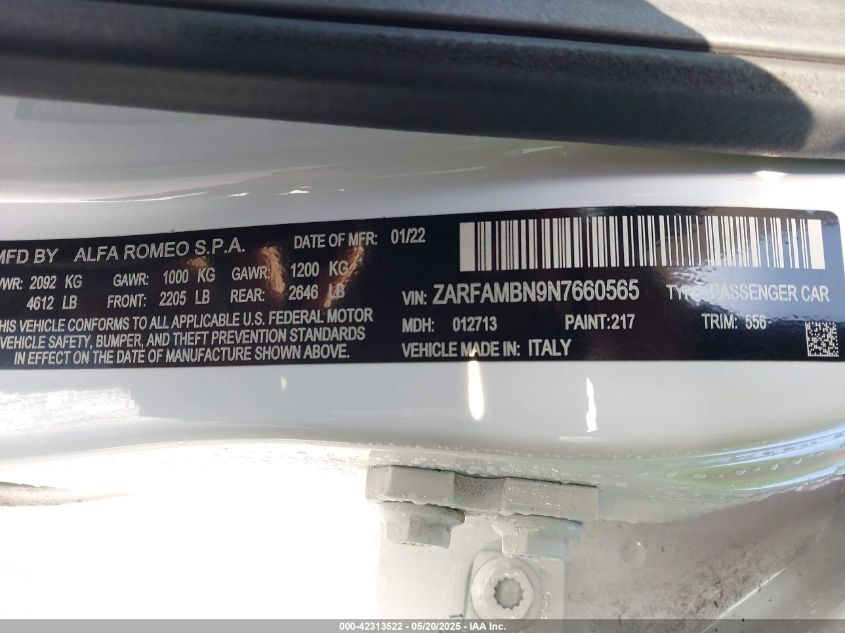 MFD BY ALFA ROMEO S.P.A. DATE OF MFR: 01/22
VWR: 2092 KG GAWR: 1000 KG GAWR: 1200 KG
4612 LB FRONT: 2205 LB REAR: 2646 LB
THIS VEHICLE CONFORMS TO ALL APPLICABLE U.S. FEDERAL MOTOR
VEHICLE SAFETY, BUMPER, AND THEFT PREVENTION STANDARDS
IN EFFECT ON THE DATE OF MANUFACTURE SHOWN ABOVE.
VIN: ZARFAMBN9N7660565 TYPE: PASSENGER CAR
MDH: 012713 PAINT:217 TRIM: 556
VEHICLE MADE IN: ITALY
000-42313522 — 05/20/2025 — IAA Inc.